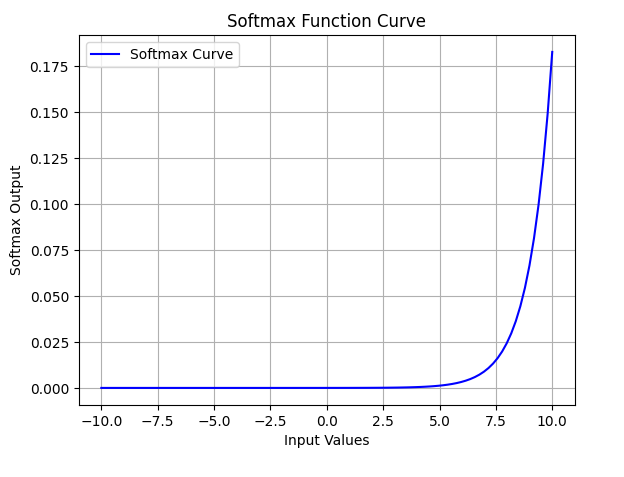 Softmax Function Curve
Softmax Curve
Softmax Output
0.175
0.150
0.125
0.100
0.075
0.050
0.025
0.000
−10.0 −7.5 −5.0 −2.5 0.0 2.5 5.0 7.5 10.0
Input Values